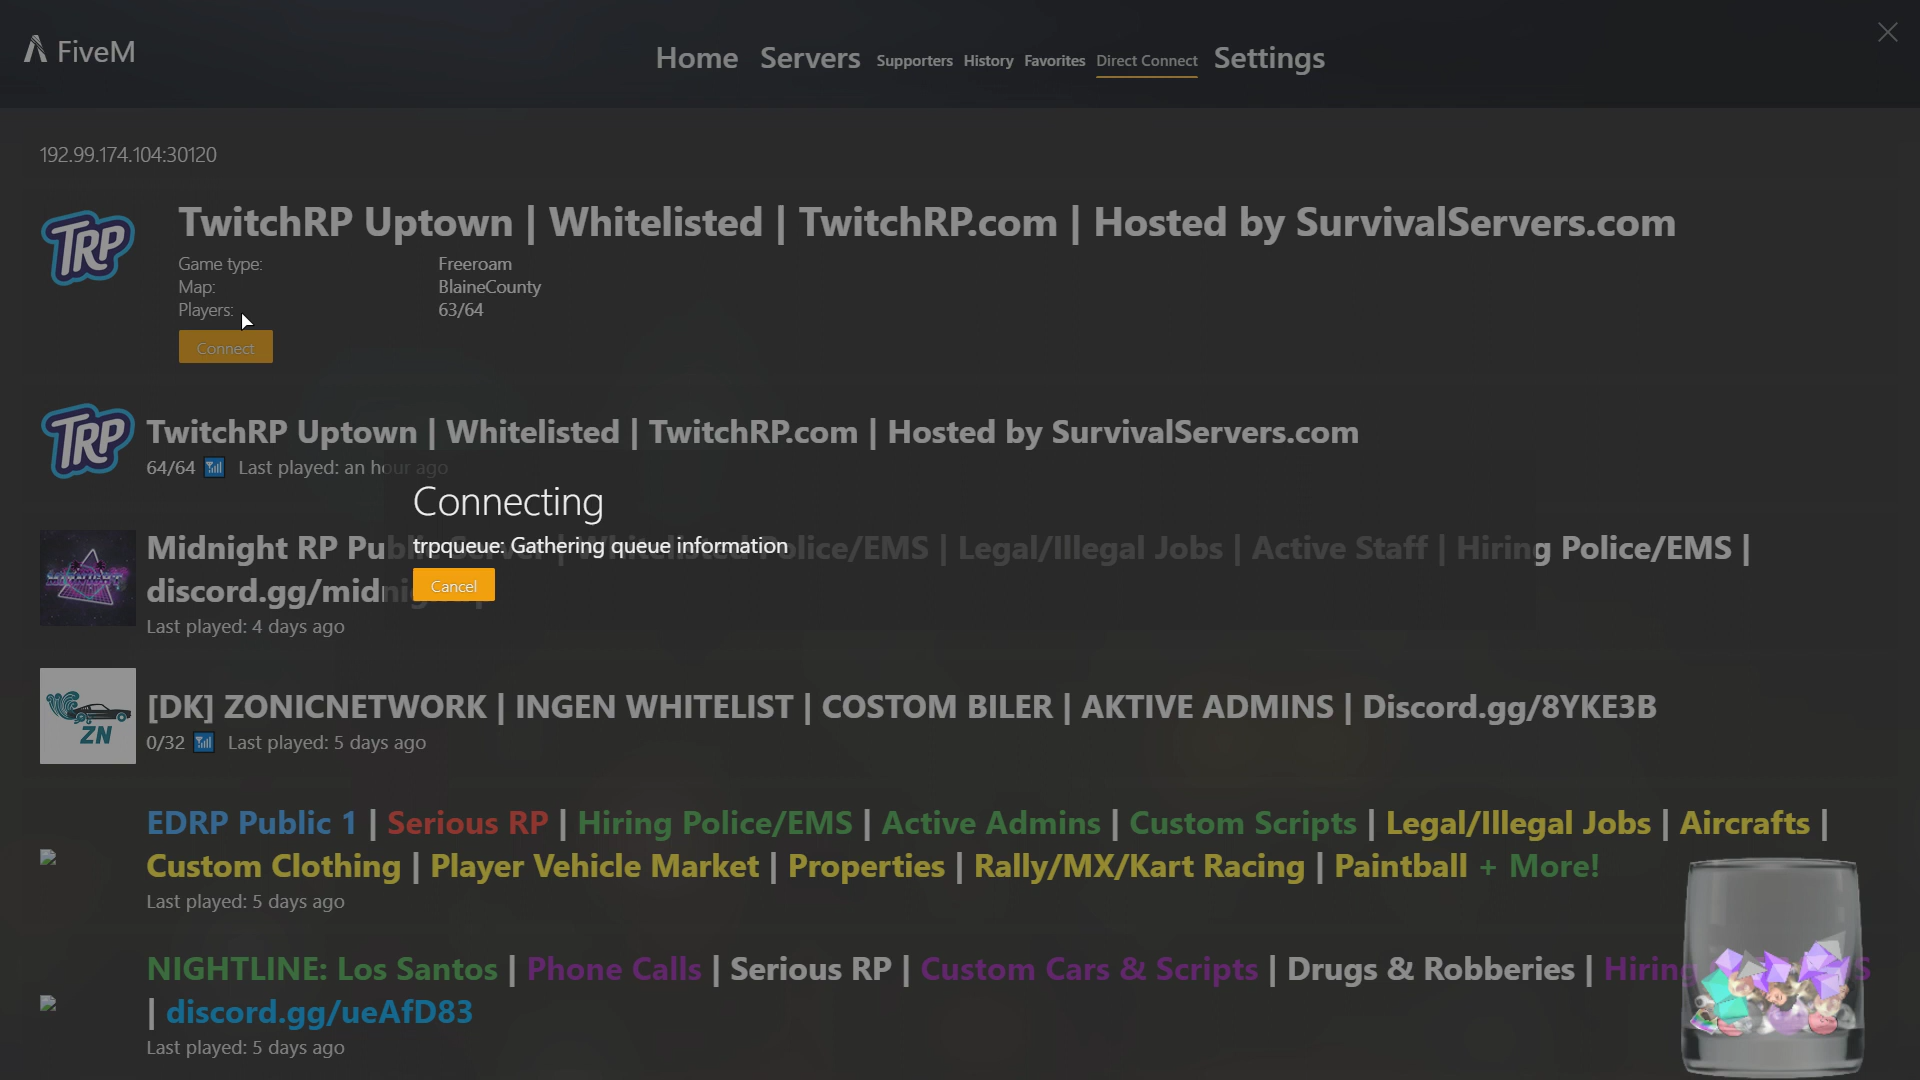 FiveM
Home Servers Supporters History Favorites Direct Connect Settings
192.99.174.104:30120
TRP
TwitchRP Uptown | Whitelisted | TwitchRP.com | Hosted by SurvivalServers.com
Game type: Freeroam
Map: BlaineCounty
Players: 63/64
Connect
TRP
TwitchRP Uptown | Whitelisted | TwitchRP.com | Hosted by SurvivalServers.com
64/64 Last played: an hour ago
Connecting
trpqueue: Gathering queue information
Cancel
MIDNIGHT
Midnight RP Public Server | Whitelisted Police/EMS | Legal/Illegal Jobs | Active Staff | Hiring Police/EMS |
Last played: 4 days ago
ZN
[DK] ZONICNETWORK | INGEN WHITELIST | COSTOM BILER | AKTIVE ADMINS | Discord.gg/8YKE3B
0/32 Last played: 5 days ago
EDRP Public 1 | Serious RP | Hiring Police/EMS | Active Admins | Custom Scripts | Legal/Illegal Jobs | Aircrafts |
Custom Clothing | Player Vehicle Market | Properties | Rally/MX/Kart Racing | Paintball + More!
Last played: 5 days ago
NIGHTLINE: Los Santos | Phone Calls | Serious RP | Custom Cars & Scripts | Drugs & Robberies | Hiring
| discord.gg/ueAfD83
Last played: 5 days ago